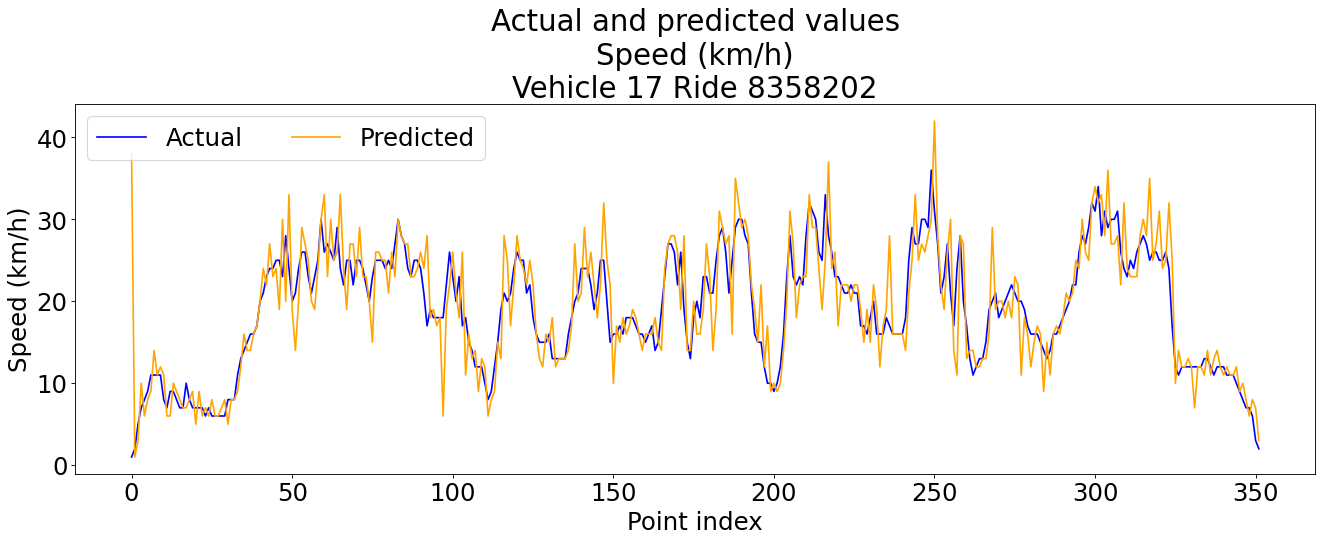 Actual and predicted values
Speed (km/h)
Vehicle 17 Ride 8358202
Actual Predicted
40
30
20
10
0
Speed (km/h)
0 50 100 150 200 250 300 350
Point index